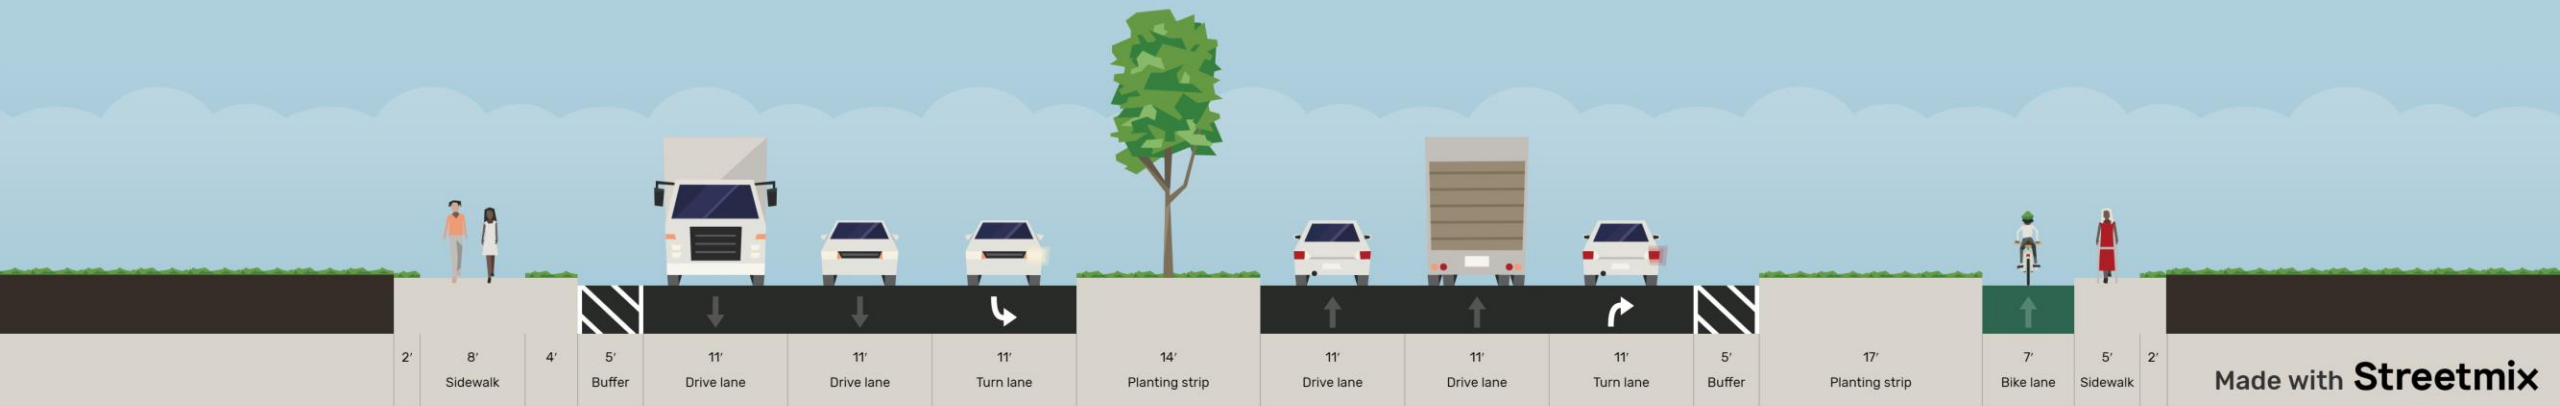 2′ 8′ 4′ 5′ 11′ 11′ 11′ 14′ 11′ 11′ 11′ 5′ 17′ 7′ 5′ 2′
Sidewalk Buffer Drive lane Drive lane Turn lane Planting strip Drive lane Drive lane Turn lane Buffer Planting strip Bike lane Sidewalk
Made with Streetmix